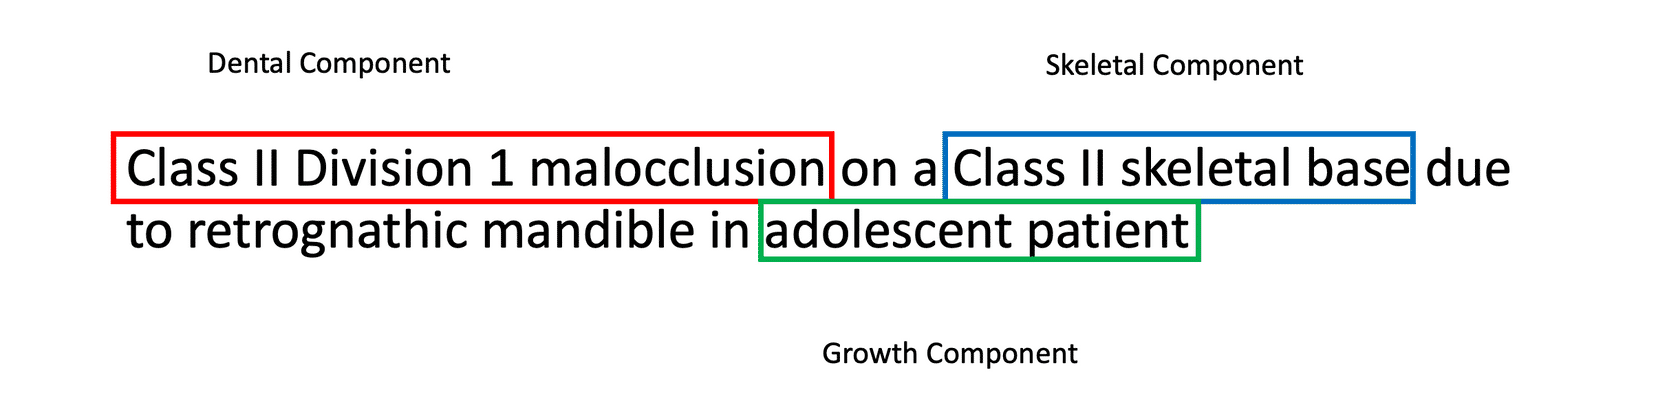 Dental Component
Skeletal Component
Class II Division 1 malocclusion on a Class II skeletal base due
to retrognathic mandible in adolescent patient
Growth Component